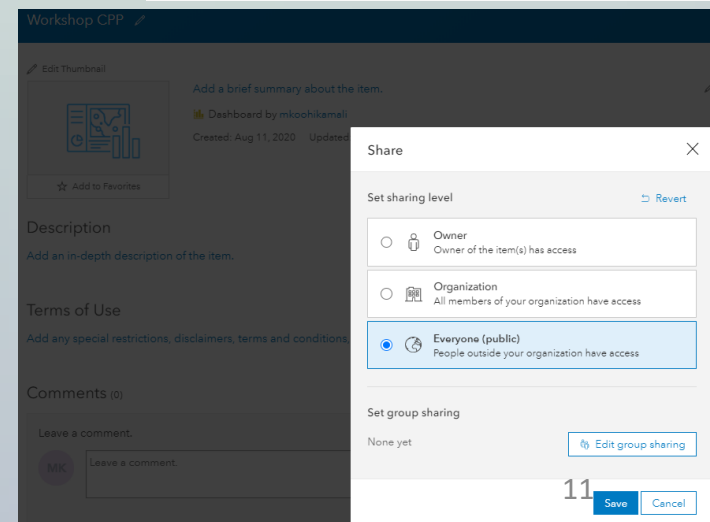 Workshop CPP
Edit Thumbnail
Add a brief summary about the item.
Dashboard by mkoohikamali
Created: Aug 11, 2020 Updated
Add to Favorites
Description
Add an in-depth description of the item.
Terms of Use
Add any special restrictions, disclaimers, terms and conditions,
Comments (0)
Leave a comment.
MK
Leave a comment.
Share
Set sharing level
Revert
Owner
Owner of the item(s) has access
Organization
All members of your organization have access
Everyone (public)
People outside your organization have access
Set group sharing
None yet
Edit group sharing
11
Save Cancel